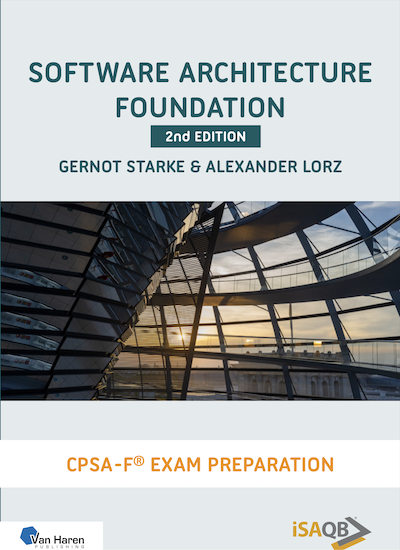 SOFTWARE ARCHITECTURE
FOUNDATION
2nd EDITION
GERNOT STARKE & ALEXANDER LORZ
CPSA-F® EXAM PREPARATION
Van Haren
PUBLISHING
iSAQB